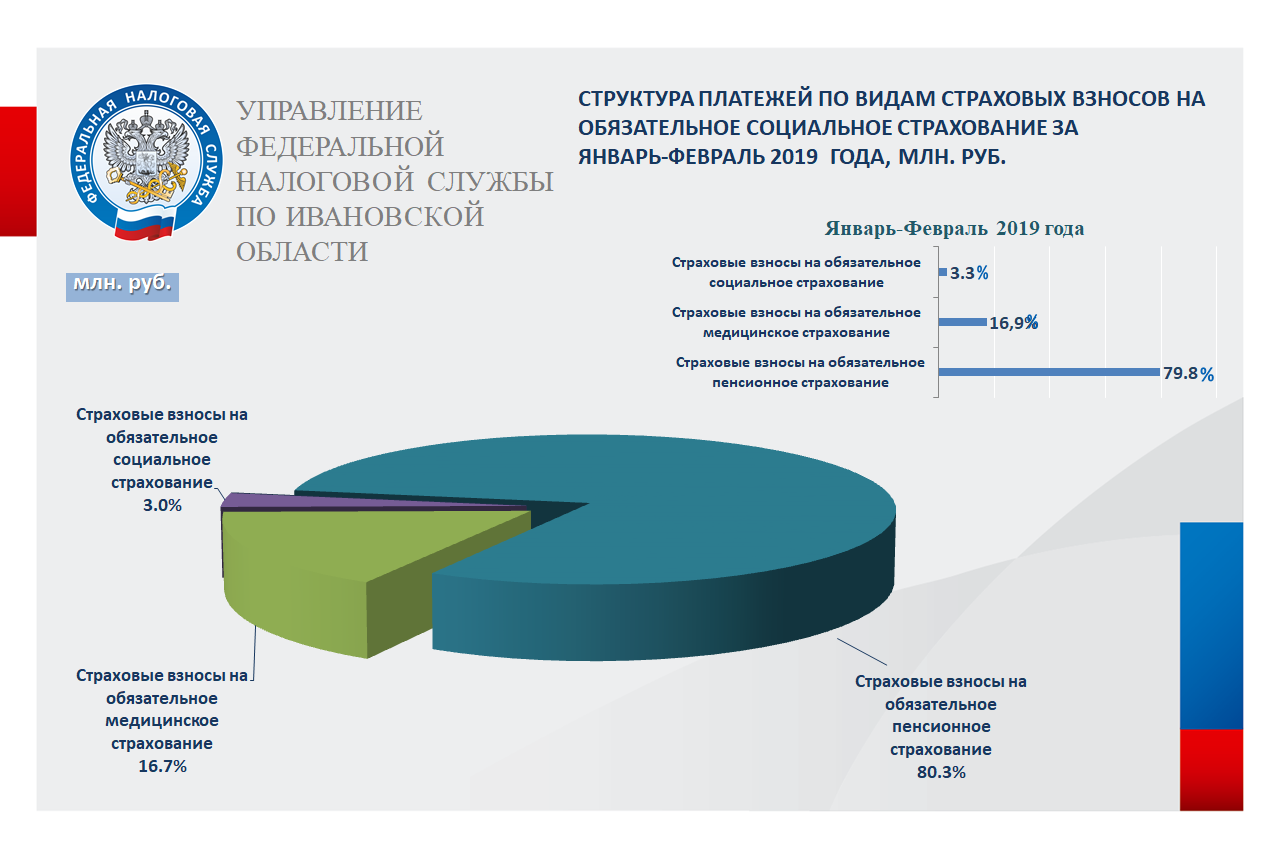 ФЕДЕРАЛЬНАЯ НАЛОГОВАЯ СЛУЖБА
УПРАВЛЕНИЕ
ФЕДЕРАЛЬНОЙ
НАЛОГОВОЙ СЛУЖБЫ
ПО ИВАНОВСКОЙ
ОБЛАСТИ
СТРУКТУРА ПЛАТЕЖЕЙ ПО ВИДАМ СТРАХОВЫХ ВЗНОСОВ НА
ОБЯЗАТЕЛЬНОЕ СОЦИАЛЬНОЕ СТРАХОВАНИЕ ЗА
ЯНВАРЬ-ФЕВРАЛЬ 2019 ГОДА, МЛН. РУБ.
млн. руб.
Январь-Февраль 2019 года
Страховые взносы на обязательное
социальное страхование
3.3%
Страховые взносы на обязательное
медицинское страхование
16,9%
Страховые взносы на обязательное
пенсионное страхование
79.8%
Страховые взносы на
обязательное
социальное
страхование
3.0%
Страховые взносы на
обязательное
медицинское
страхование
16.7%
Страховые взносы на
обязательное
пенсионное
страхование
80.3%